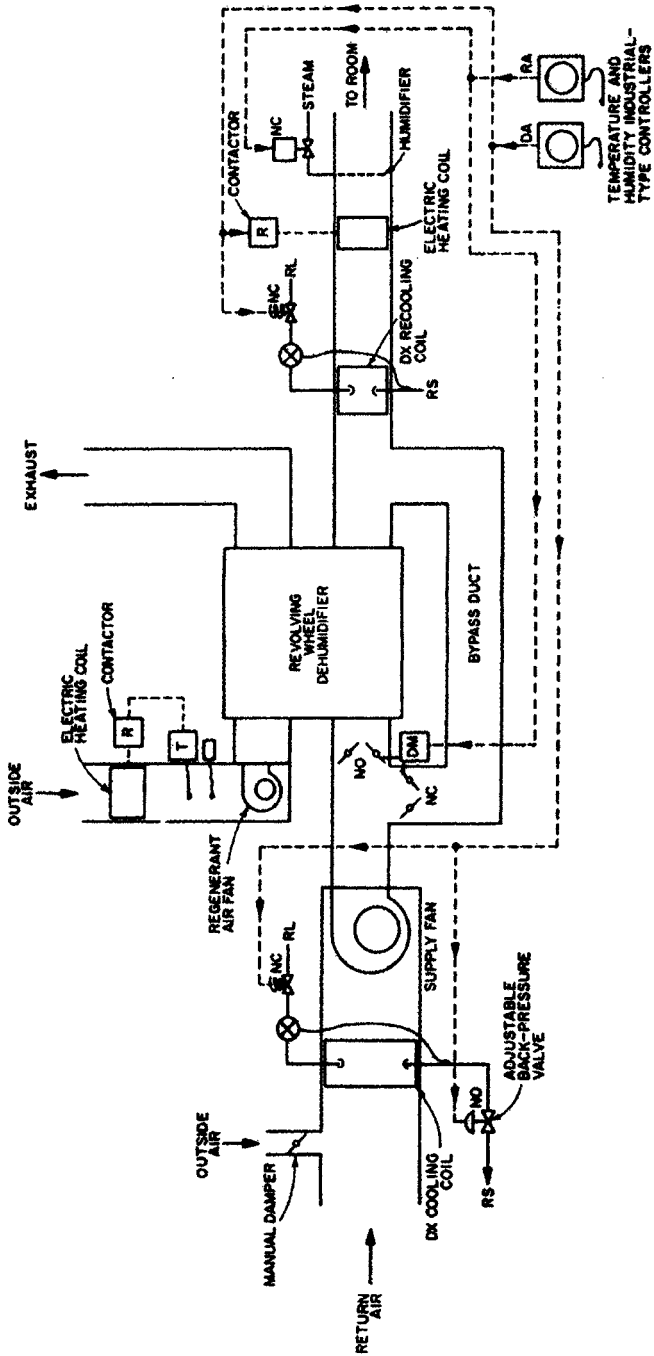 OUTSIDE
AIR
ELECTRIC
HEATING COIL
CONTACTOR
R
T
REGENERANT
AIR FAN
EXHAUST
REVOLVING
WHEEL
DEHUMIDIFIER
NO
DM
NC
BYPASS DUCT
OUTSIDE
AIR
MANUAL DAMPER
RETURN
AIR
NC
RL
DX COOLING
COIL
SUPPLY FAN
NO
RS
ADJUSTABLE
BACK-PRESSURE
VALVE
NC
RL
DX RECOOLING
COIL
RS
CONTACTOR
R
ELECTRIC
HEATING COIL
NC
STEAM
HUMIDIFIER
TO ROOM
DA
RA
TEMPERATURE AND
HUMIDITY INDUSTRIAL-
TYPE CONTROLLERS